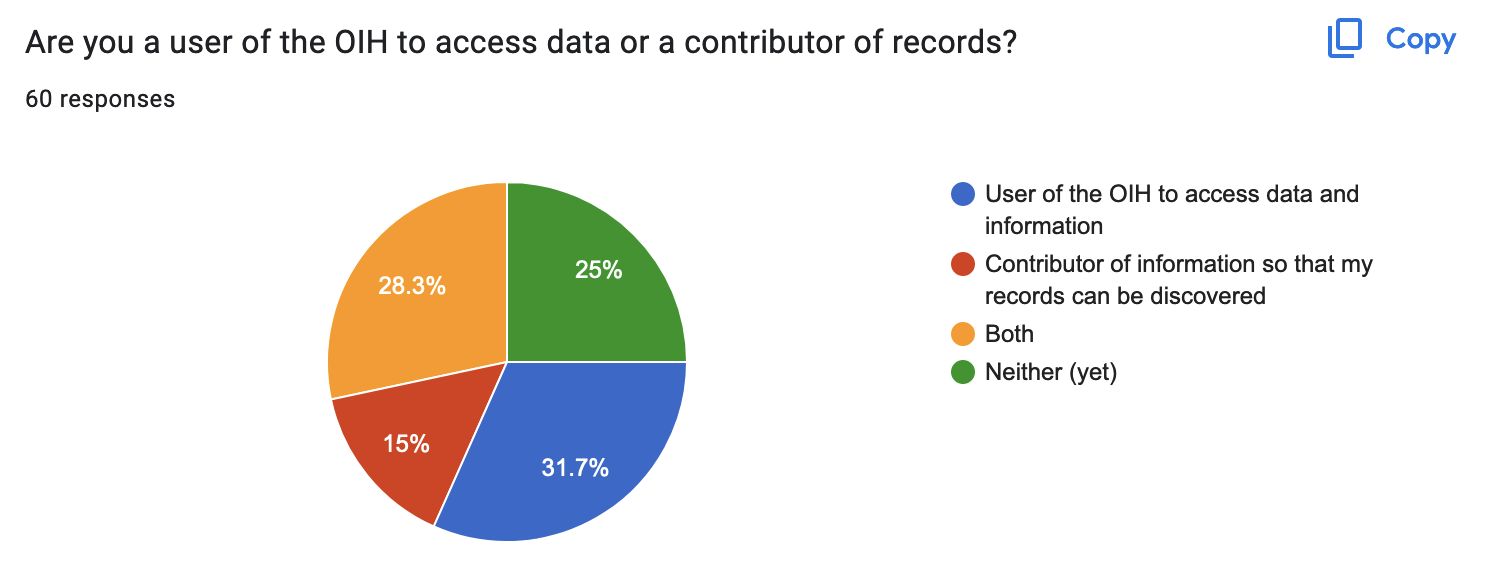 Are you a user of the OIH to access data or a contributor of records?
Copy
60 responses
25%
28.3%
15%
31.7%
User of the OIH to access data and
information
Contributor of information so that my
records can be discovered
Both
Neither (yet)